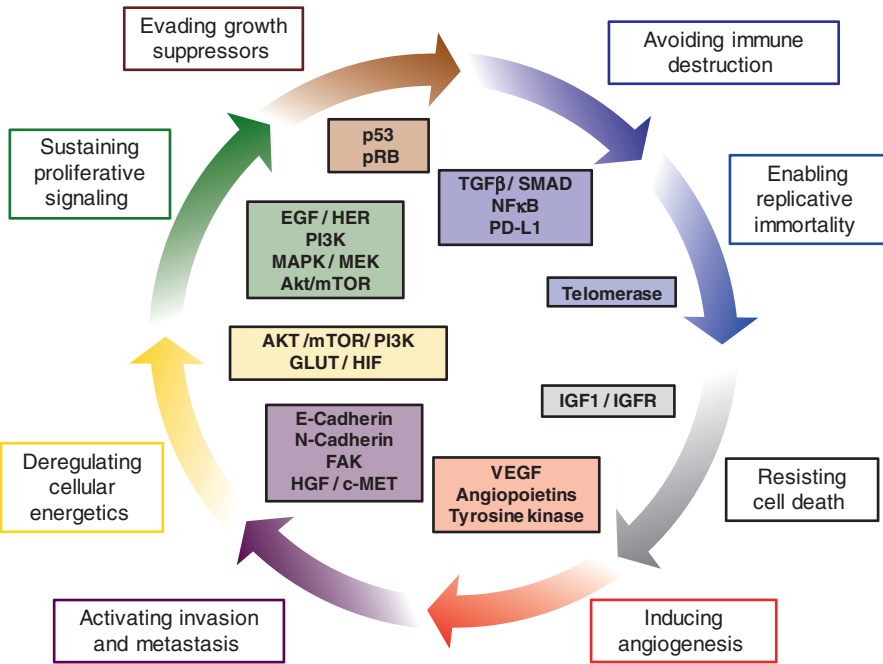 Evading growth
suppressors
Avoiding immune
destruction
Sustaining
proliferative
signaling
p53
pRB
TGFβ / SMAD
NFκB
PD-L1
Enabling
replicative
immortality
EGF / HER
PI3K
MAPK / MEK
Akt/mTOR
Telomerase
AKT /mTOR/ PI3K
GLUT / HIF
IGF1 / IGFR
E-Cadherin
N-Cadherin
FAK
HGF / c-MET
VEGF
Angiopoietins
Tyrosine kinase
Deregulating
cellular
energetics
Resisting
cell death
Activating invasion
and metastasis
Inducing
angiogenesis